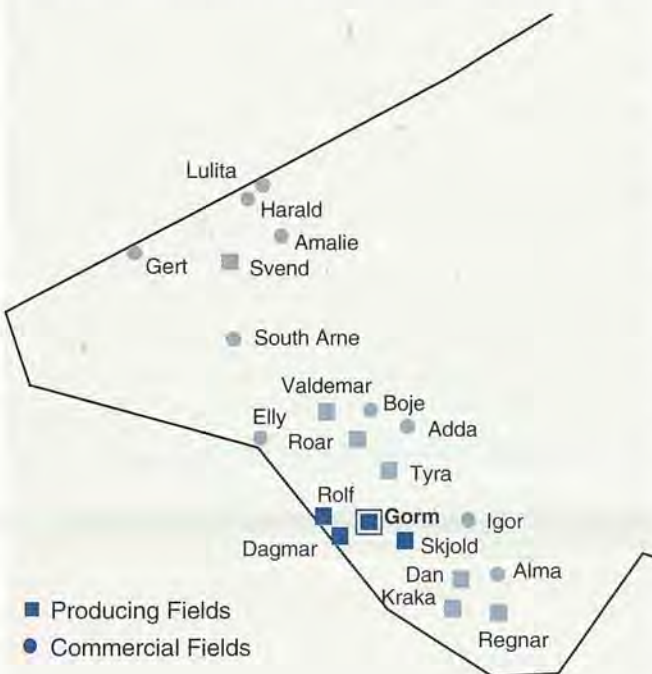 Lulita
Harald
Amalie
Gert
Svend
South Arne
Valdemar
Boje
Elly
Adda
Roar
Tyra
Rolf
Gorm
Igor
Dagmar
Skjold
Dan
Alma
Kraka
Regnar
Producing Fields
Commercial Fields